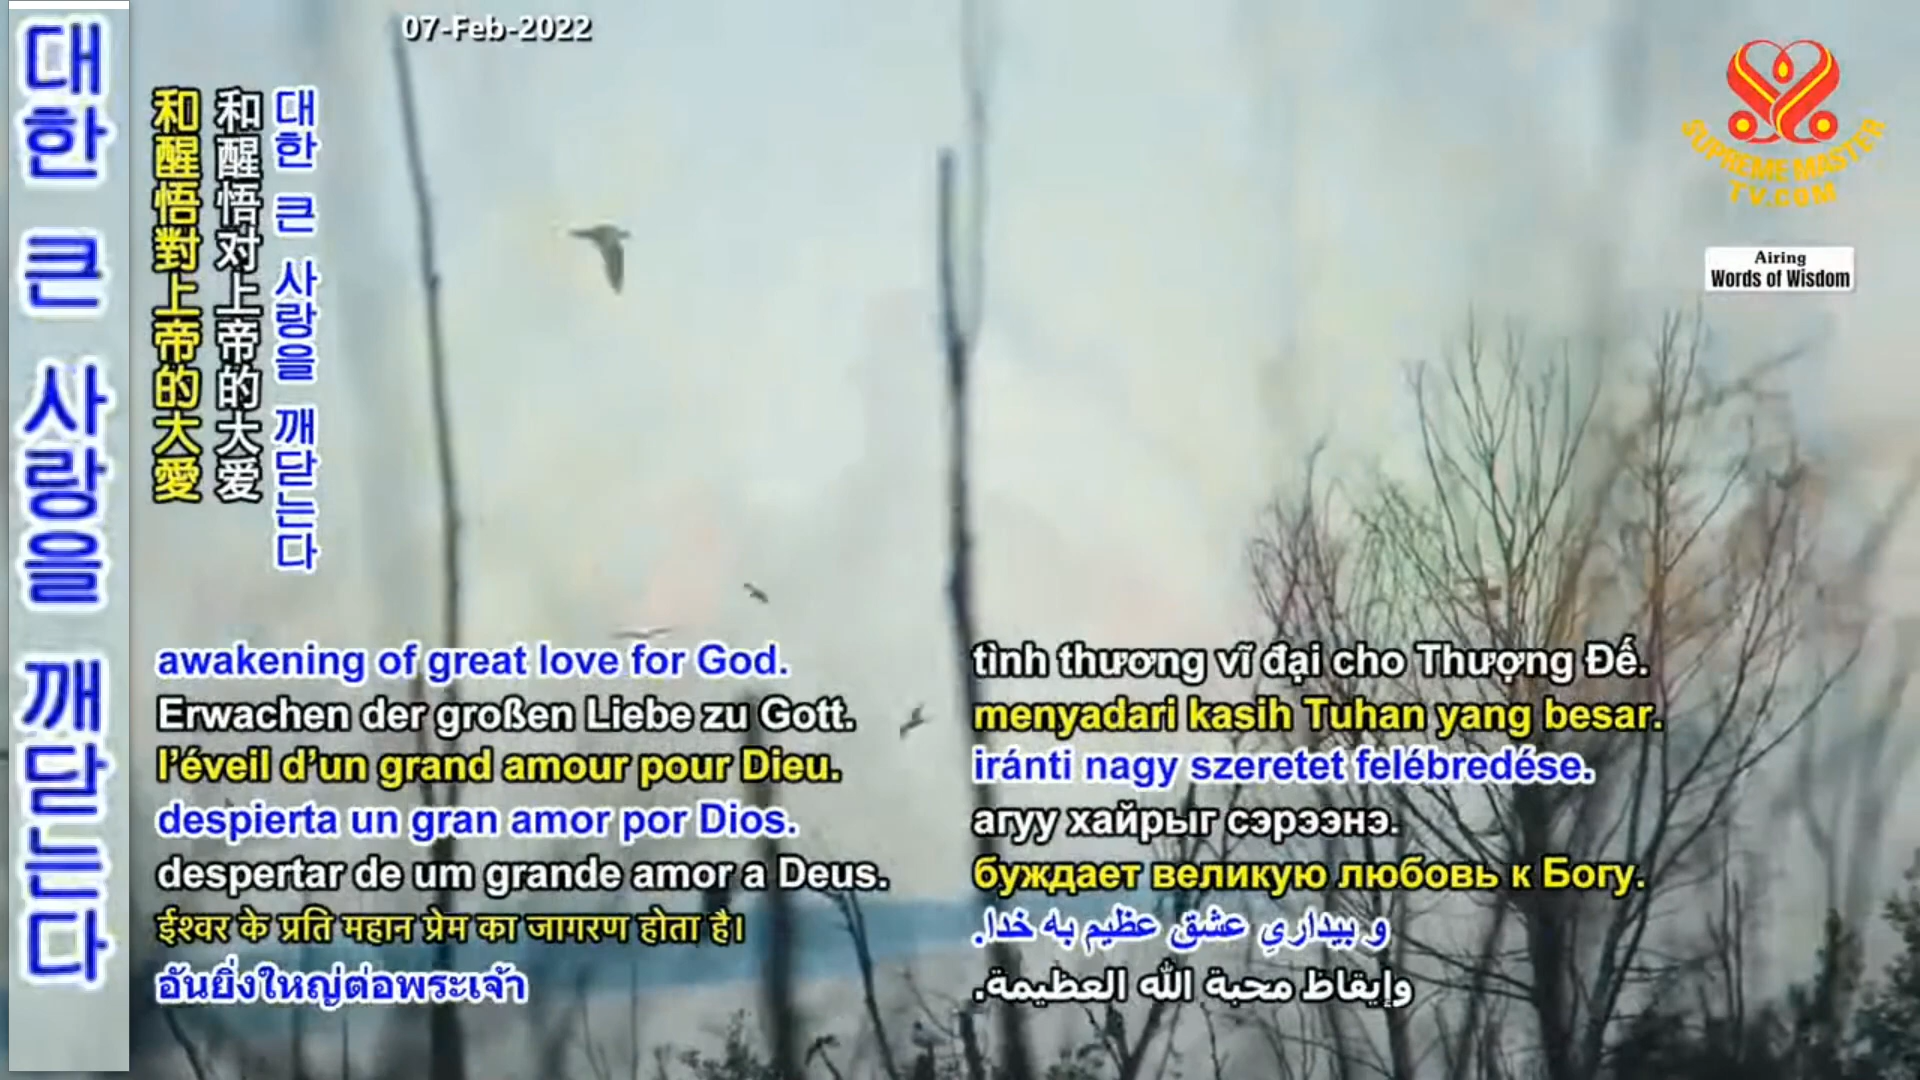 07-Feb-2022
대한 큰 사랑을 깨닫는다
和醒悟對上帝的大愛
和醒悟对上帝的大爱
대한 큰 사랑을 깨닫는다
SUPREME MASTER
TV.COM
Airing
Words of Wisdom
awakening of great love for God.
Erwachen der großen Liebe zu Gott.
l’éveil d’un grand amour pour Dieu.
despierta un gran amor por Dios.
despertar de um grande amor a Deus.
ईश्वर के प्रति महान प्रेम का जागरण होता है।
อันยิ่งใหญ่ต่อพระเจ้า
tình thương vĩ đại cho Thượng Đế.
menyadari kasih Tuhan yang besar.
iránti nagy szeretet felébredése.
агуу хайрыг сэрээнэ.
буждает великую любовь к Богу.
و بیداریِ عشق عظیم به خدا.
وإيقاظ محبة الله العظيمة.